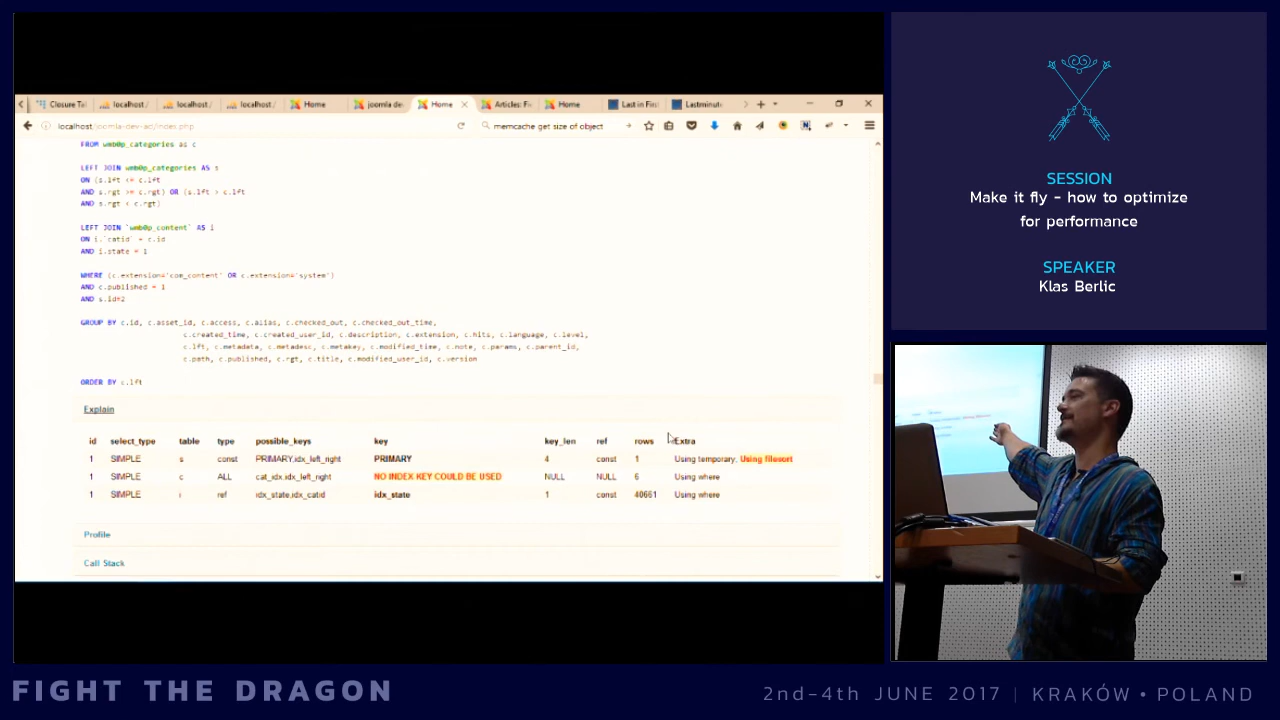 Closure Tal
localhost /
localhost /
localhost /
Home
joomla de
Home
Articles: Fi
Home
Last in Firs
Lastminut
localhost/joomla-dev-ac/index.php
memcache get size of object
FROM wmb0p_categories as c
LEFT JOIN wmb0p_categories AS s
ON (s.lft <= c.lft
AND s.rgt >= c.rgt) OR (s.lft > c.lft
AND s.rgt < c.rgt)
LEFT JOIN `wmb0p_content` AS i
ON i.`catid` = c.id
AND i.state = 1
WHERE (c.extension='com_content' OR c.extension='system')
AND c.published = 1
AND s.id=2
GROUP BY c.id, c.asset_id, c.access, c.alias, c.checked_out, c.checked_out_time,
c.created_time, c.created_user_id, c.description, c.extension, c.hits, c.language, c.level,
c.lft, c.metadata, c.metadesc, c.metakey, c.modified_time, c.note, c.params, c.parent_id,
c.path, c.published, c.rgt, c.title, c.modified_user_id, c.version
ORDER BY c.lft
Explain
id select_type table type possible_keys key key_len ref rows Extra
1 SIMPLE s const PRIMARY,idx_left_right PRIMARY 4 const 1 Using temporary, Using filesort
1 SIMPLE c ALL cat_idx,idx_left_right NO INDEX KEY COULD BE USED NULL NULL 6 Using where
1 SIMPLE i ref idx_state,idx_catid idx_state 1 const 40661 Using where
Profile
Call Stack
SESSION
Make it fly - how to optimize
for performance
SPEAKER
Klas Berlic
FIGHT THE DRAGON
2nd-4th JUNE 2017 | KRAKÓW • POLAND